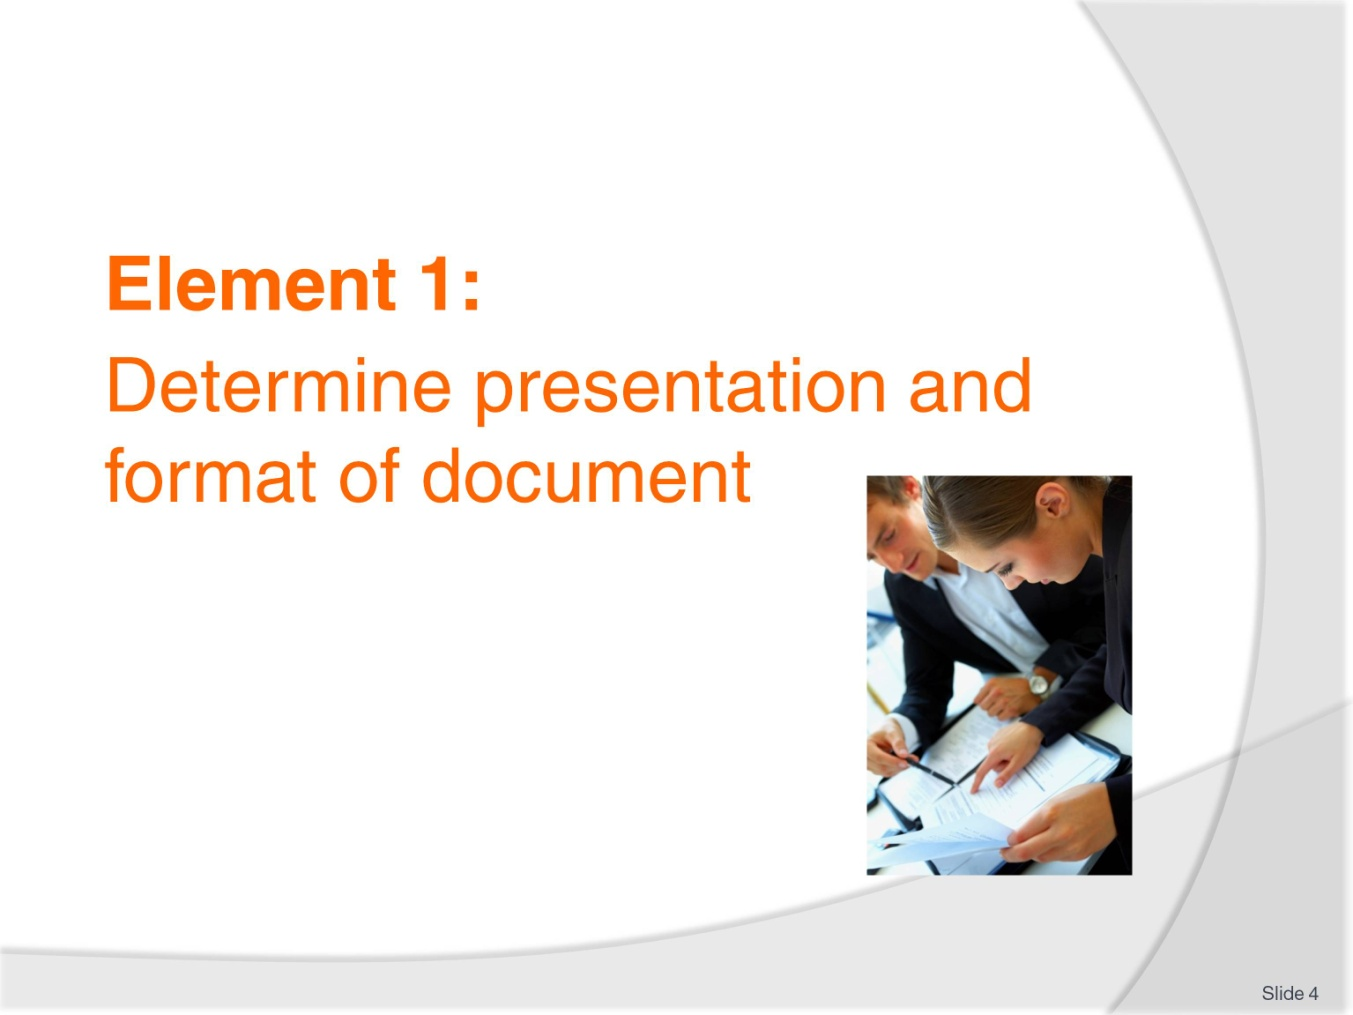 Element 1:
Determine presentation and
format of document
Slide 4